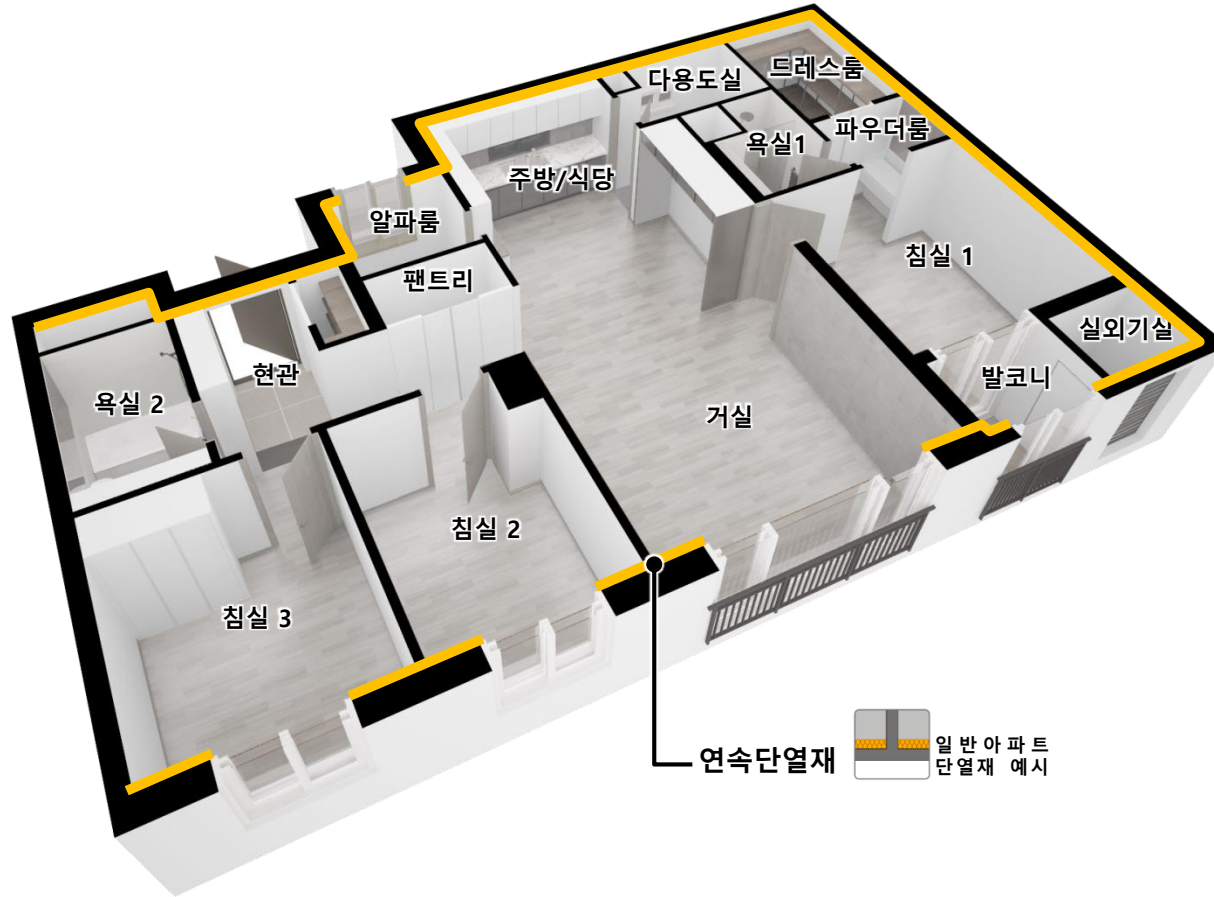 다용도실
드레스룸
욕실1
파우더룸
주방/식당
알파룸
팬트리
침실 1
실외기실
현관
발코니
욕실 2
거실
침실 2
침실 3
연속단열재
일반아파트
단열재 예시